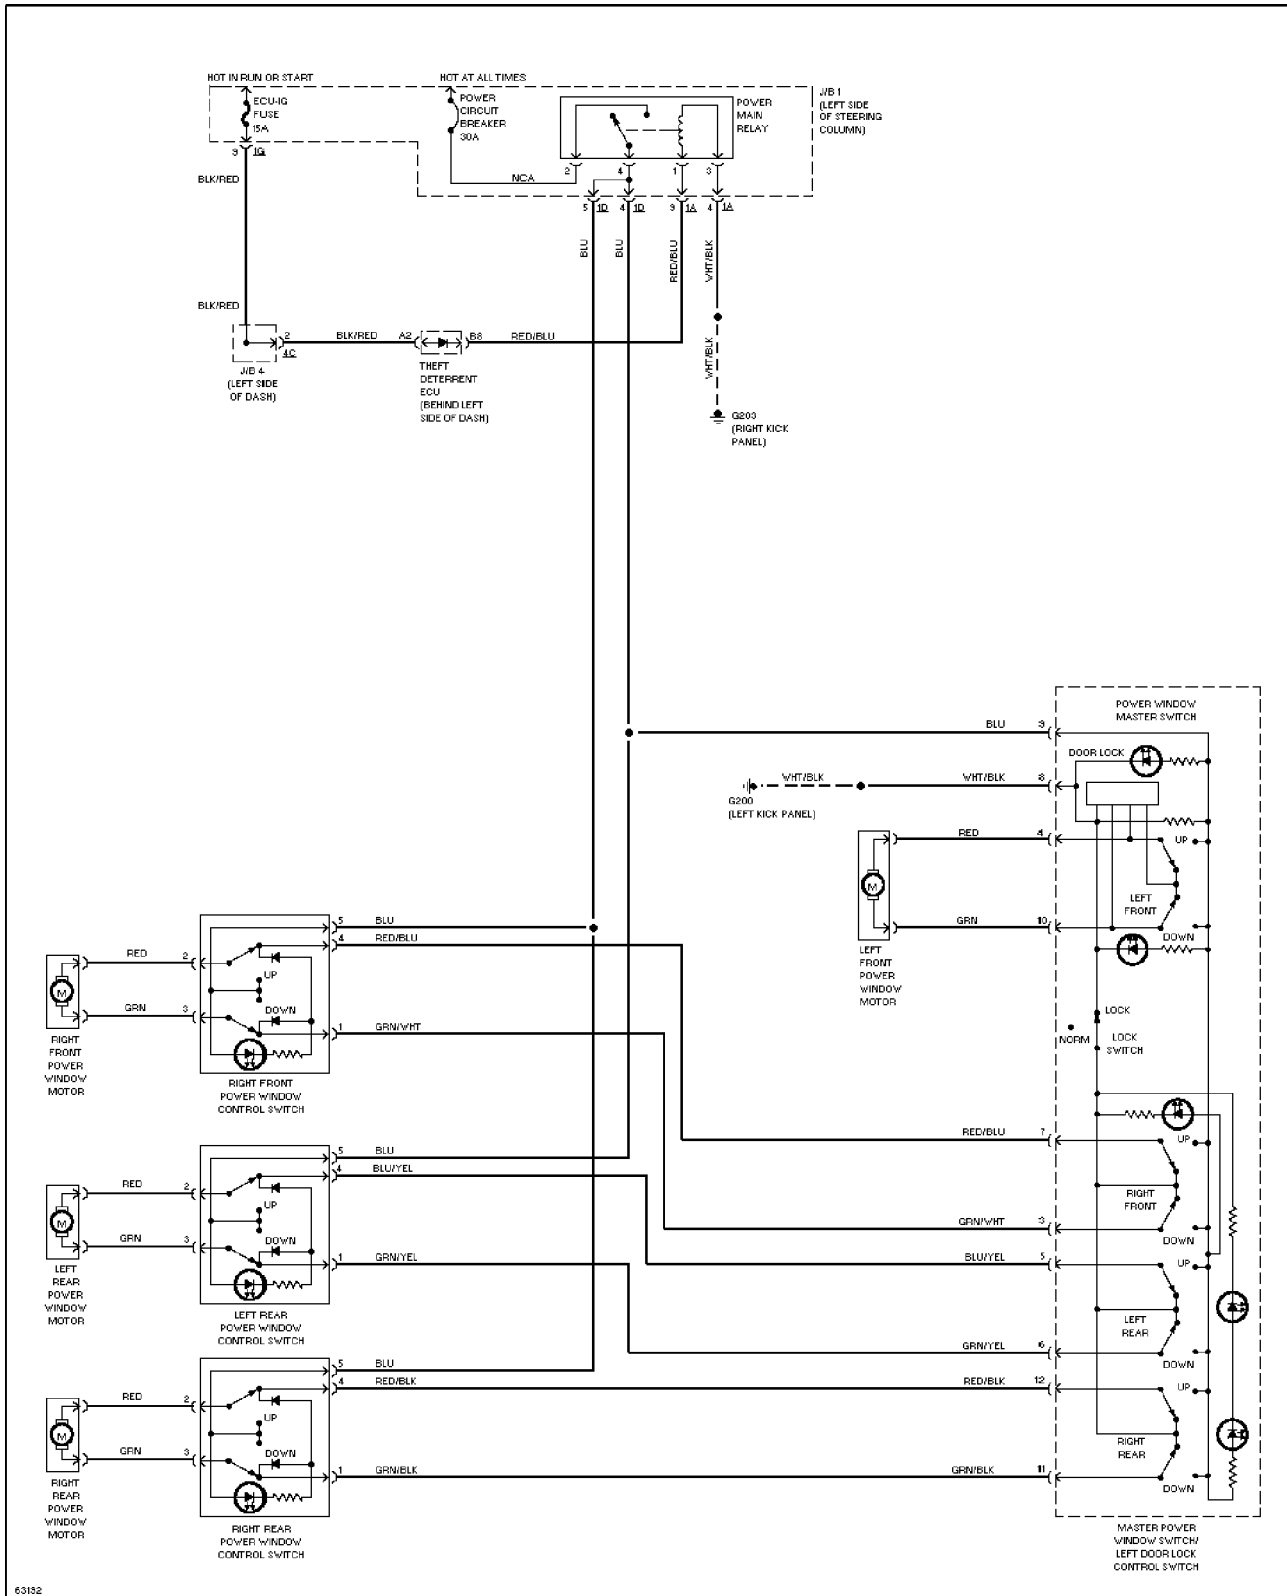 HOT IN RUN OR START
HOT AT ALL TIMES
ECU-IG
FUSE
15A
POWER
CIRCUIT
BREAKER
30A
POWER
MAIN
RELAY
J/B 1
(LEFT SIDE
OF STEERING
COLUMN)
9 1G
2 4 1 3
NCA
5 1D 4 1D 9 1A 4 1A
BLK/RED
BLU
BLU
RED/BLU
WHT/BLK
BLK/RED
2
4C
BLK/RED
A2
B8
RED/BLU
WHT/BLK
J/B 4
(LEFT SIDE
OF DASH)
THEFT
DETERRENT
ECU
(BEHIND LEFT
SIDE OF DASH)
G203
(RIGHT KICK
PANEL)
POWER WINDOW
MASTER SWITCH
BLU 9
DOOR LOCK
WHT/BLK
WHT/BLK 8
G200
(LEFT KICK PANEL)
RED 4
UP
M
LEFT
FRONT
GRN 10
DOWN
LEFT
FRONT
POWER
WINDOW
MOTOR
LOCK
NORM
LOCK
SWITCH
5 BLU
4 RED/BLU
RED 2
UP
M
GRN 3
DOWN
1 GRN/WHT
RIGHT
FRONT
POWER
WINDOW
MOTOR
RIGHT FRONT
POWER WINDOW
CONTROL SWITCH
RED/BLU 7
UP
RIGHT
FRONT
GRN/WHT 3
DOWN
5 BLU
4 BLU/YEL
RED 2
UP
M
GRN 3
DOWN
1 GRN/YEL
LEFT
REAR
POWER
WINDOW
MOTOR
LEFT REAR
POWER WINDOW
CONTROL SWITCH
BLU/YEL 5
UP
LEFT
REAR
GRN/YEL 6
DOWN
5 BLU
4 RED/BLK
RED 2
UP
M
GRN 3
DOWN
1 GRN/BLK
RIGHT
REAR
POWER
WINDOW
MOTOR
RIGHT REAR
POWER WINDOW
CONTROL SWITCH
RED/BLK 12
UP
RIGHT
REAR
GRN/BLK 11
DOWN
MASTER POWER
WINDOW SWITCH/
LEFT DOOR LOCK
CONTROL SWITCH
63132